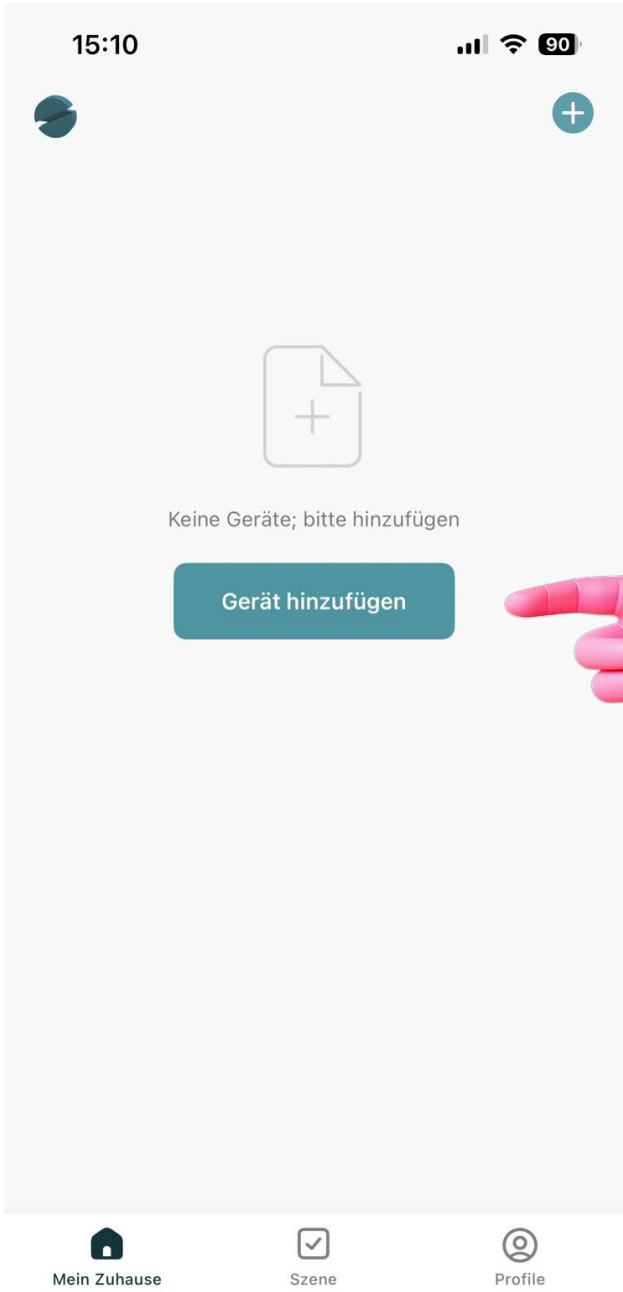 15:10
90
Keine Geräte; bitte hinzufügen
Gerät hinzufügen
Mein Zuhause
Szene
Profile